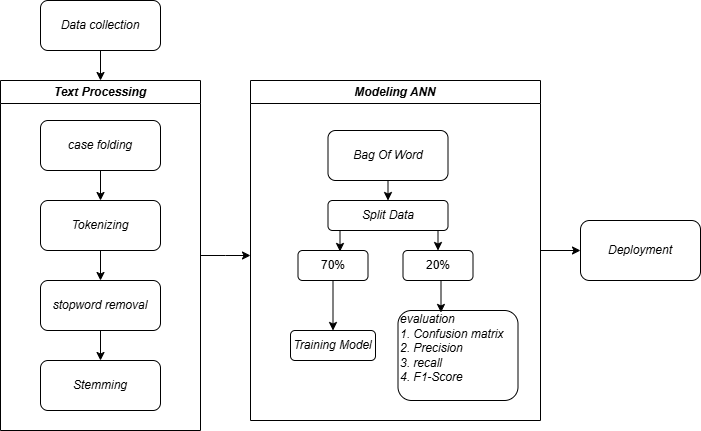 Data collection
Text Processing
case folding
Tokenizing
stopword removal
Stemming
Modeling ANN
Bag Of Word
Split Data
70%
20%
Training Model
evaluation
1. Confusion matrix
2. Precision
3. recall
4. F1-Score
Deployment